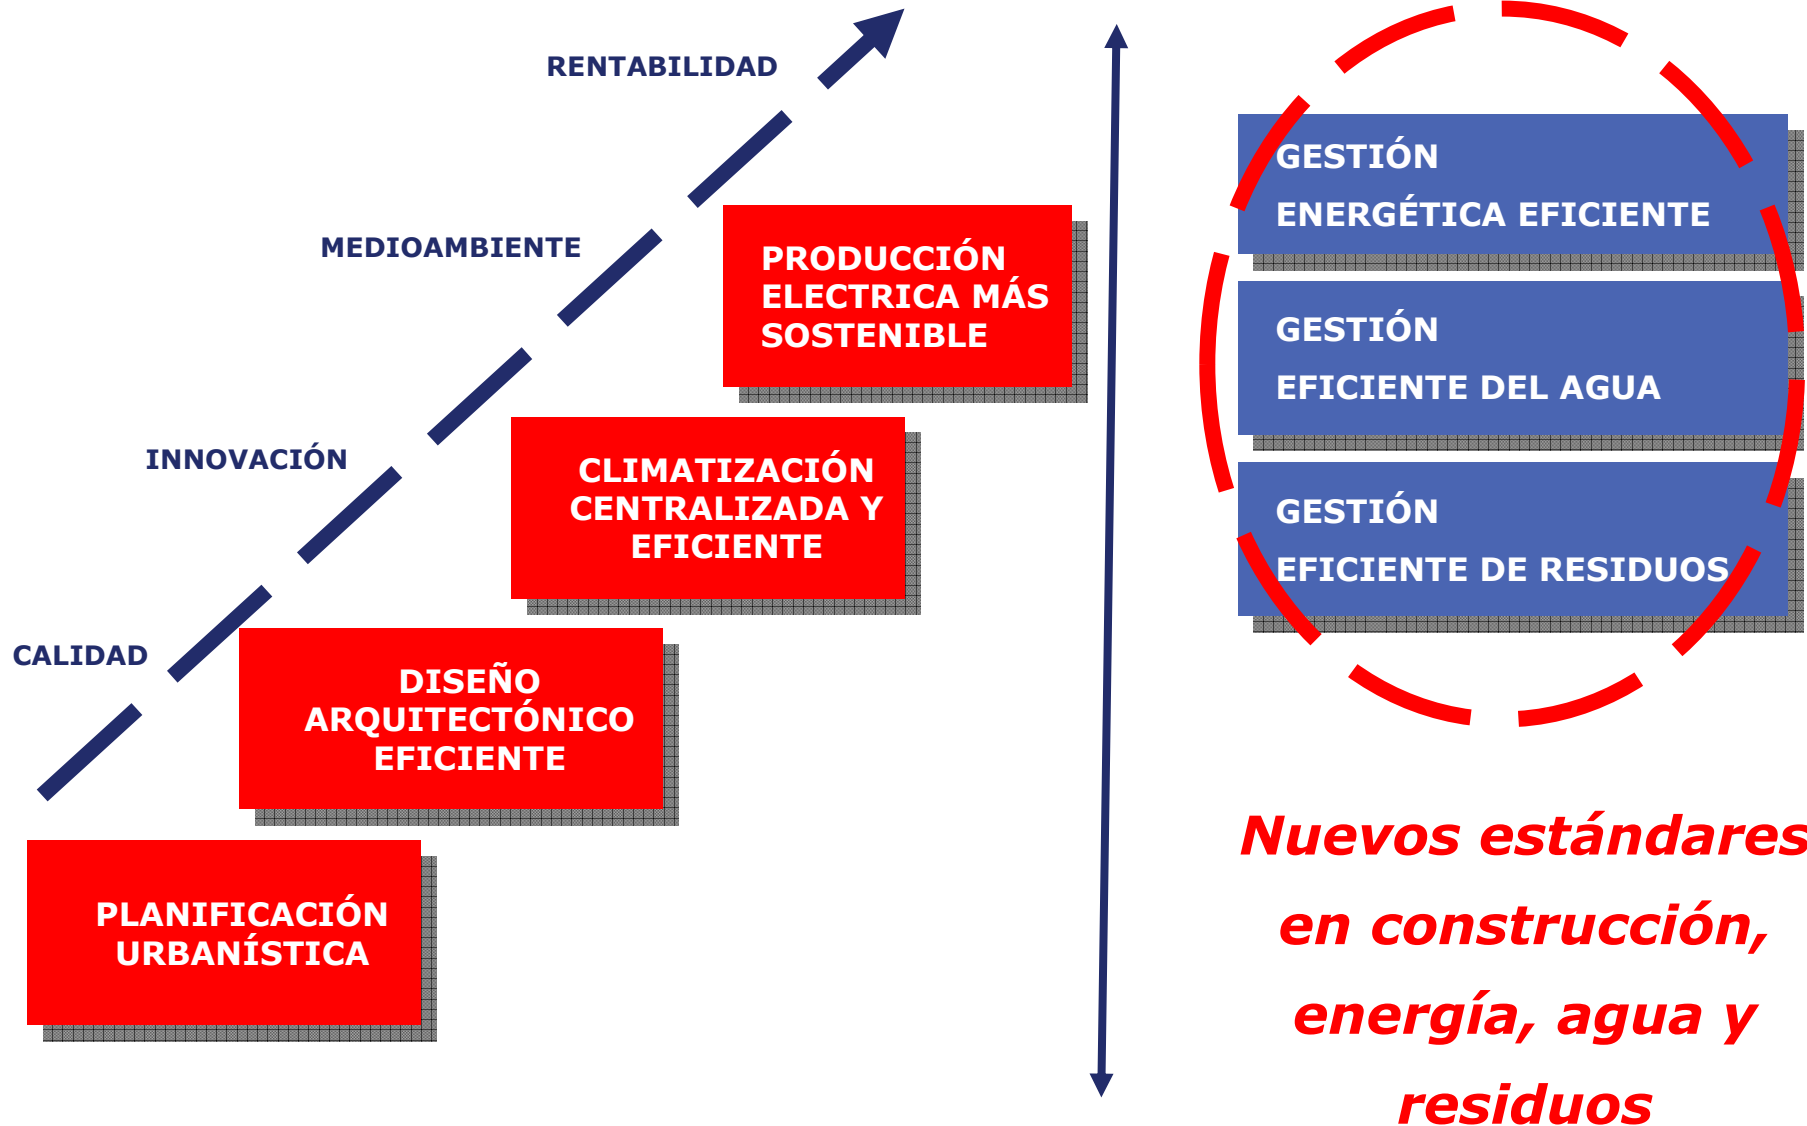 RENTABILIDAD
MEDIOAMBIENTE
INNOVACIÓN
CALIDAD
PRODUCCIÓN
ELECTRICA MÁS
SOSTENIBLE
CLIMATIZACIÓN
CENTRALIZADA Y
EFICIENTE
DISEÑO
ARQUITECTÓNICO
EFICIENTE
PLANIFICACIÓN
URBANÍSTICA
GESTIÓN
ENERGÉTICA EFICIENTE
GESTIÓN
EFICIENTE DEL AGUA
GESTIÓN
EFICIENTE DE RESIDUOS
Nuevos estándares
en construcción,
energía, agua y
residuos